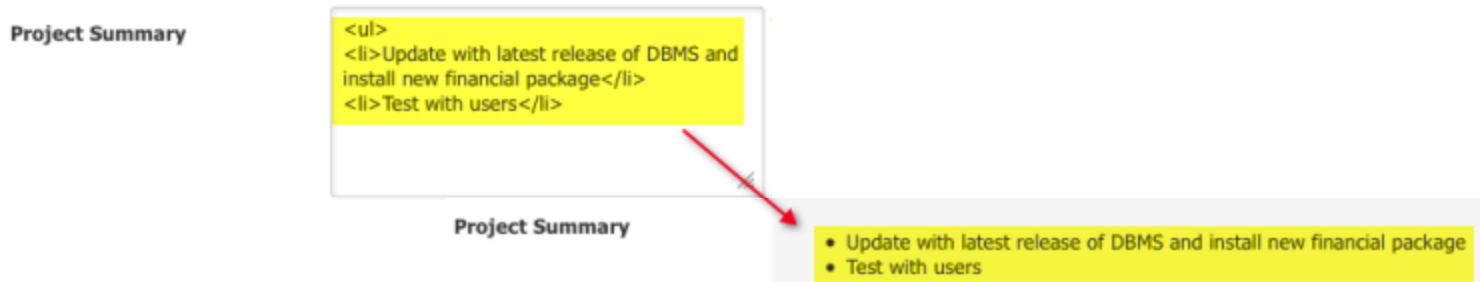 Project Summary
<ul>
<li>Update with latest release of DBMS and
install new financial package</li>
<li>Test with users</li>
Project Summary
• Update with latest release of DBMS and install new financial package
• Test with users